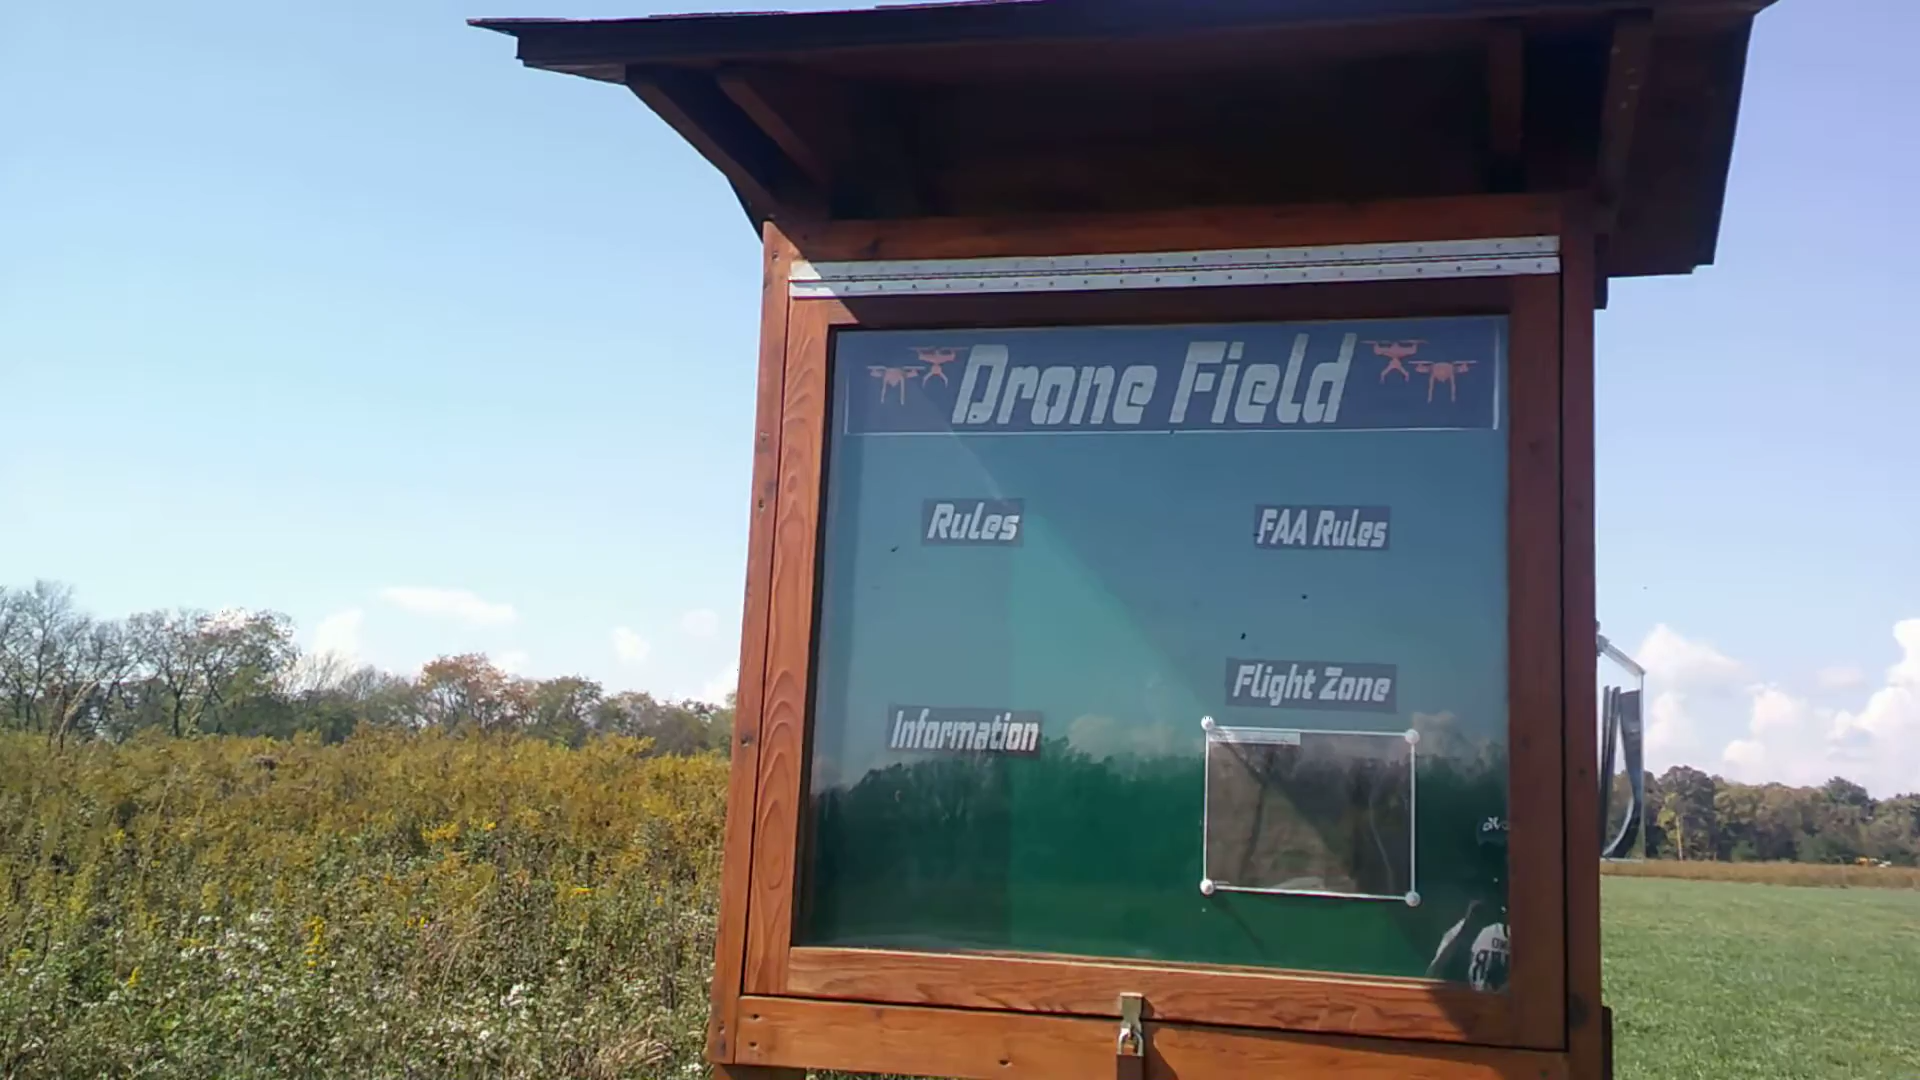 Drone Field
Rules
FAA Rules
Flight Zone
Information